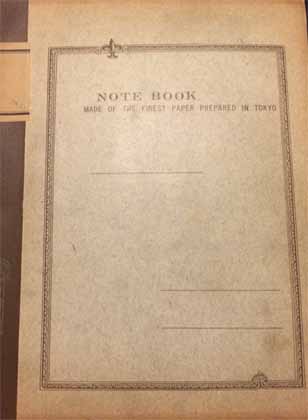 NOTE BOOK
MADE OF THE FINEST PAPER PREPARED IN TOKYO